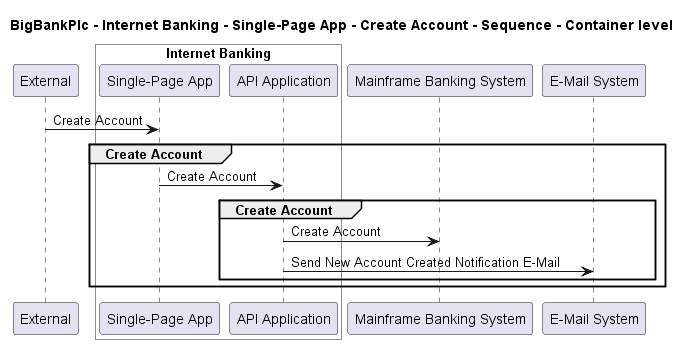 BigBankPlc - Internet Banking - Single-Page App - Create Account - Sequence - Container level
Internet Banking
External
Single-Page App
API Application
Mainframe Banking System
E-Mail System
Create Account
Create Account
Create Account
Create Account
Create Account
Send New Account Created Notification E-Mail
External
Single-Page App
API Application
Mainframe Banking System
E-Mail System